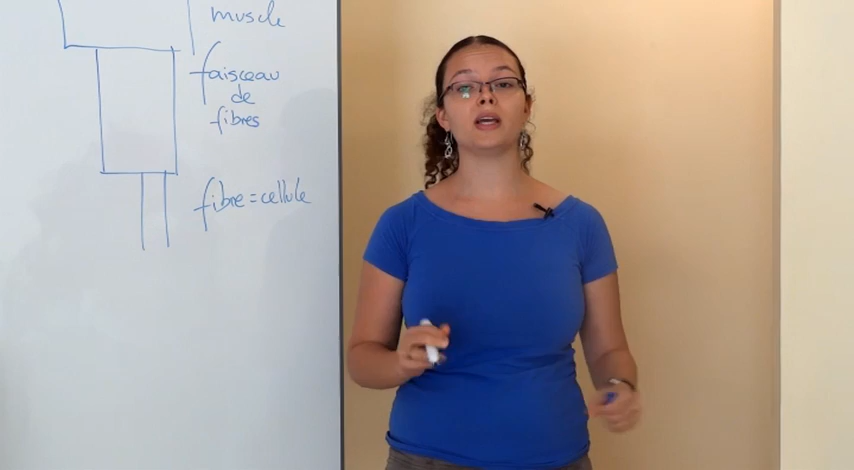 muscle
faisceau
de
fibres
fibre = cellule